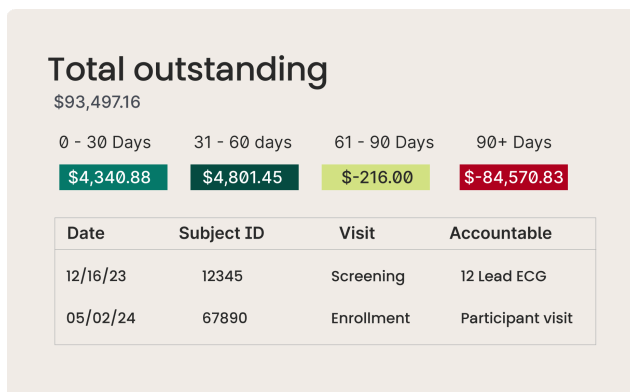 Total outstanding
$93,497.16
0 - 30 Days 31 - 60 days 61 - 90 Days 90+ Days
$4,340.88 $4,801.45 $-216.00 $-84,570.83
Date Subject ID Visit Accountable
12/16/23 12345 Screening 12 Lead ECG
05/02/24 67890 Enrollment Participant visit